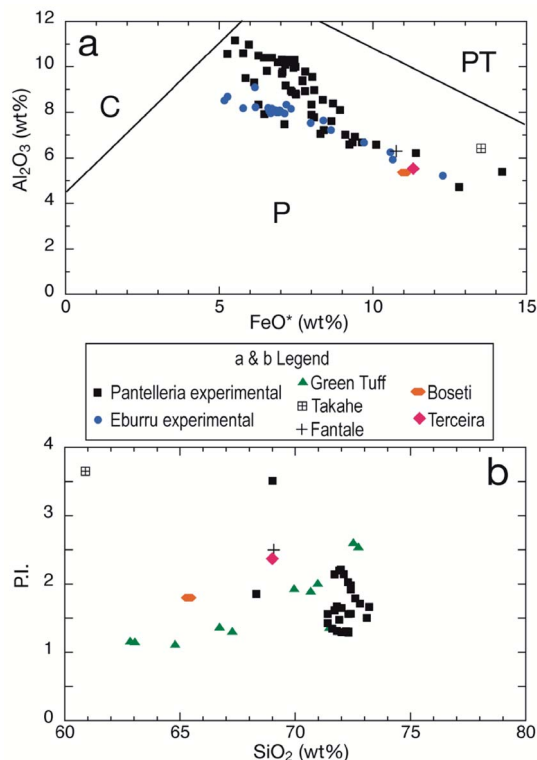 a
C
PT
P
12
10
8
6
4
2
0
Al₂O₃ (wt%)
0 5 10 15
FeO* (wt%)
a & b Legend
Pantelleria experimental
Eburru experimental
Green Tuff
Takahe
Fantale
Boseti
Terceira
b
4
3
2
1
0
P.I.
60 65 70 75 80
SiO₂ (wt%)